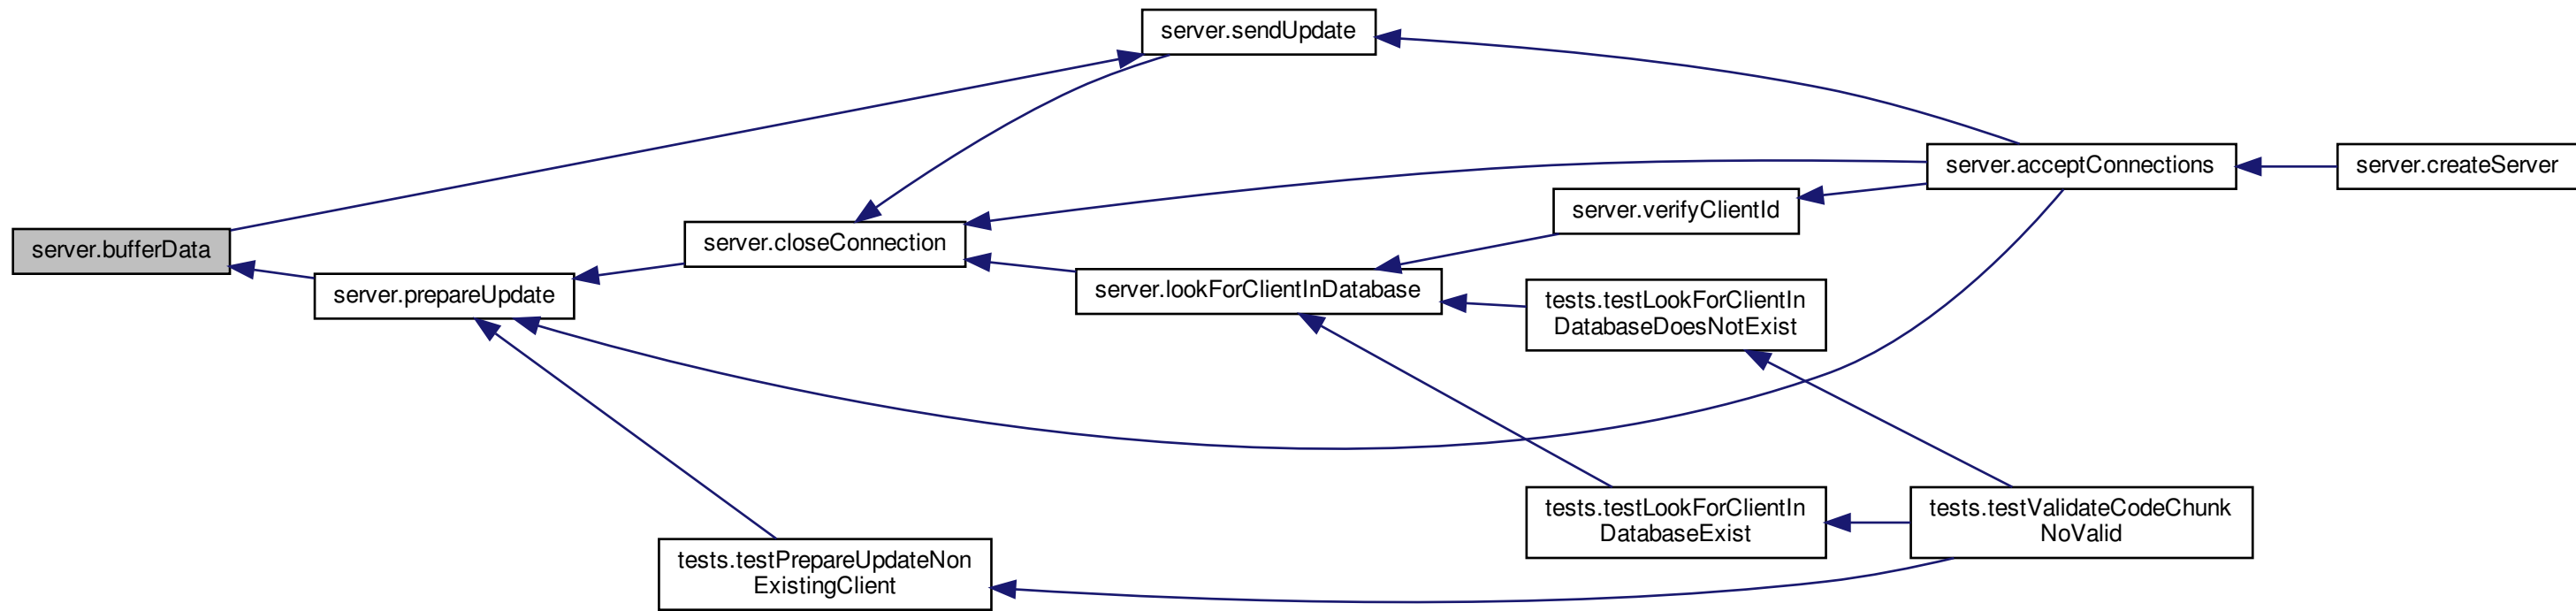 server.sendUpdate
server.acceptConnections
server.createServer
server.verifyClientId
server.bufferData
server.closeConnection
server.prepareUpdate
server.lookForClientInDatabase
tests.testLookForClientIn
DatabaseDoesNotExist
tests.testLookForClientIn
DatabaseExist
tests.testValidateCodeChunk
NoValid
tests.testPrepareUpdateNon
ExistingClient